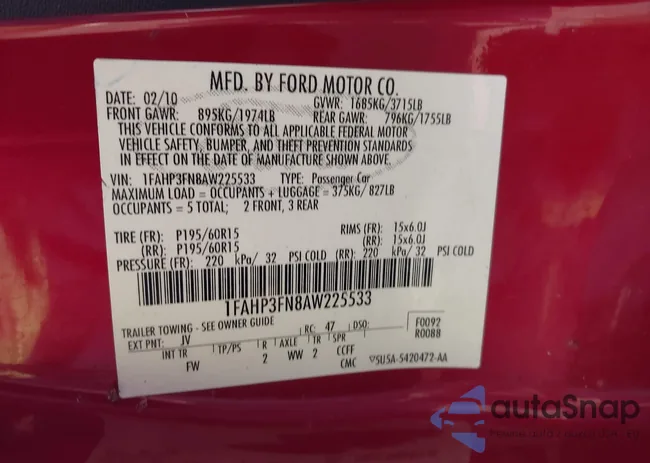 MFD. BY FORD MOTOR CO.
DATE: 02/10 GVWR: 1685KG/3715LB
FRONT GAWR: 895KG/1974LB REAR GAWR: 796KG/1755LB
THIS VEHICLE CONFORMS TO ALL APPLICABLE FEDERAL MOTOR
VEHICLE SAFETY, BUMPER, AND THEFT PREVENTION STANDARDS
IN EFFECT ON THE DATE OF MANUFACTURE SHOWN ABOVE.
VIN: 1FAHP3FN8AW225533 TYPE: Passenger Car
MAXIMUM LOAD = OCCUPANTS + LUGGAGE = 375KG/ 827LB
OCCUPANTS = 5 TOTAL; 2 FRONT, 3 REAR
TIRE (FR): P195/60R15 RIMS (FR): 15x6.0J
(RR): P195/60R15 (RR): 15x6.0J
PRESSURE (FR): 220 kPa/ 32 PSI COLD (RR): 220 kPa/ 32 PSI COLD
1FAHP3FN8AW225533
TRAILER TOWING - SEE OWNER GUIDE RC: 47 DSO: F0092
EXT PNT: JV R0088
INT TR TP/PS R AXLE TR SPR
FW 2 WW 2 CCFF
CMC 5U5A-5420472-AA
autoSnap